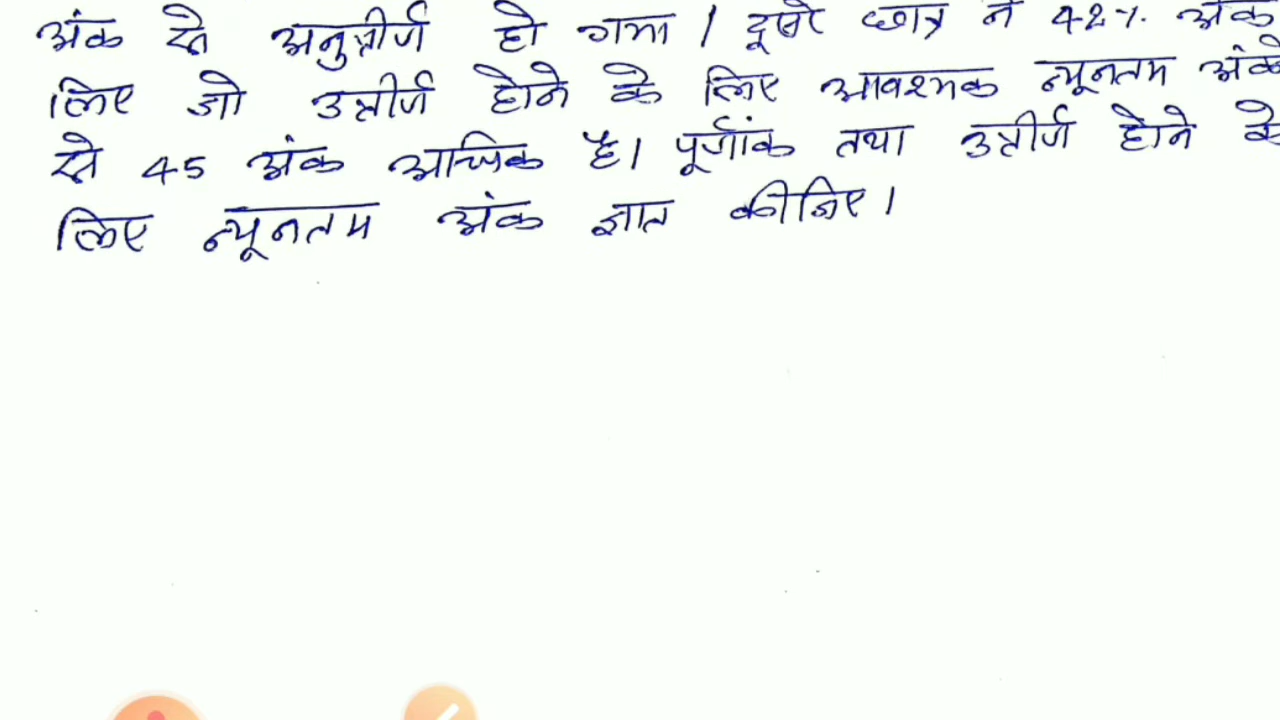 अंक से अनुत्तीर्ण हो गया । दूसरे छात्र ने 42% अंक
लिए जो उत्तीर्ण होने के लिए आवश्यक न्यूनतम अंको
से 45 अंक अधिक है। पूर्णांक तथा उत्तीर्ण होने के
लिए न्यूनतम अंक ज्ञात कीजिए।